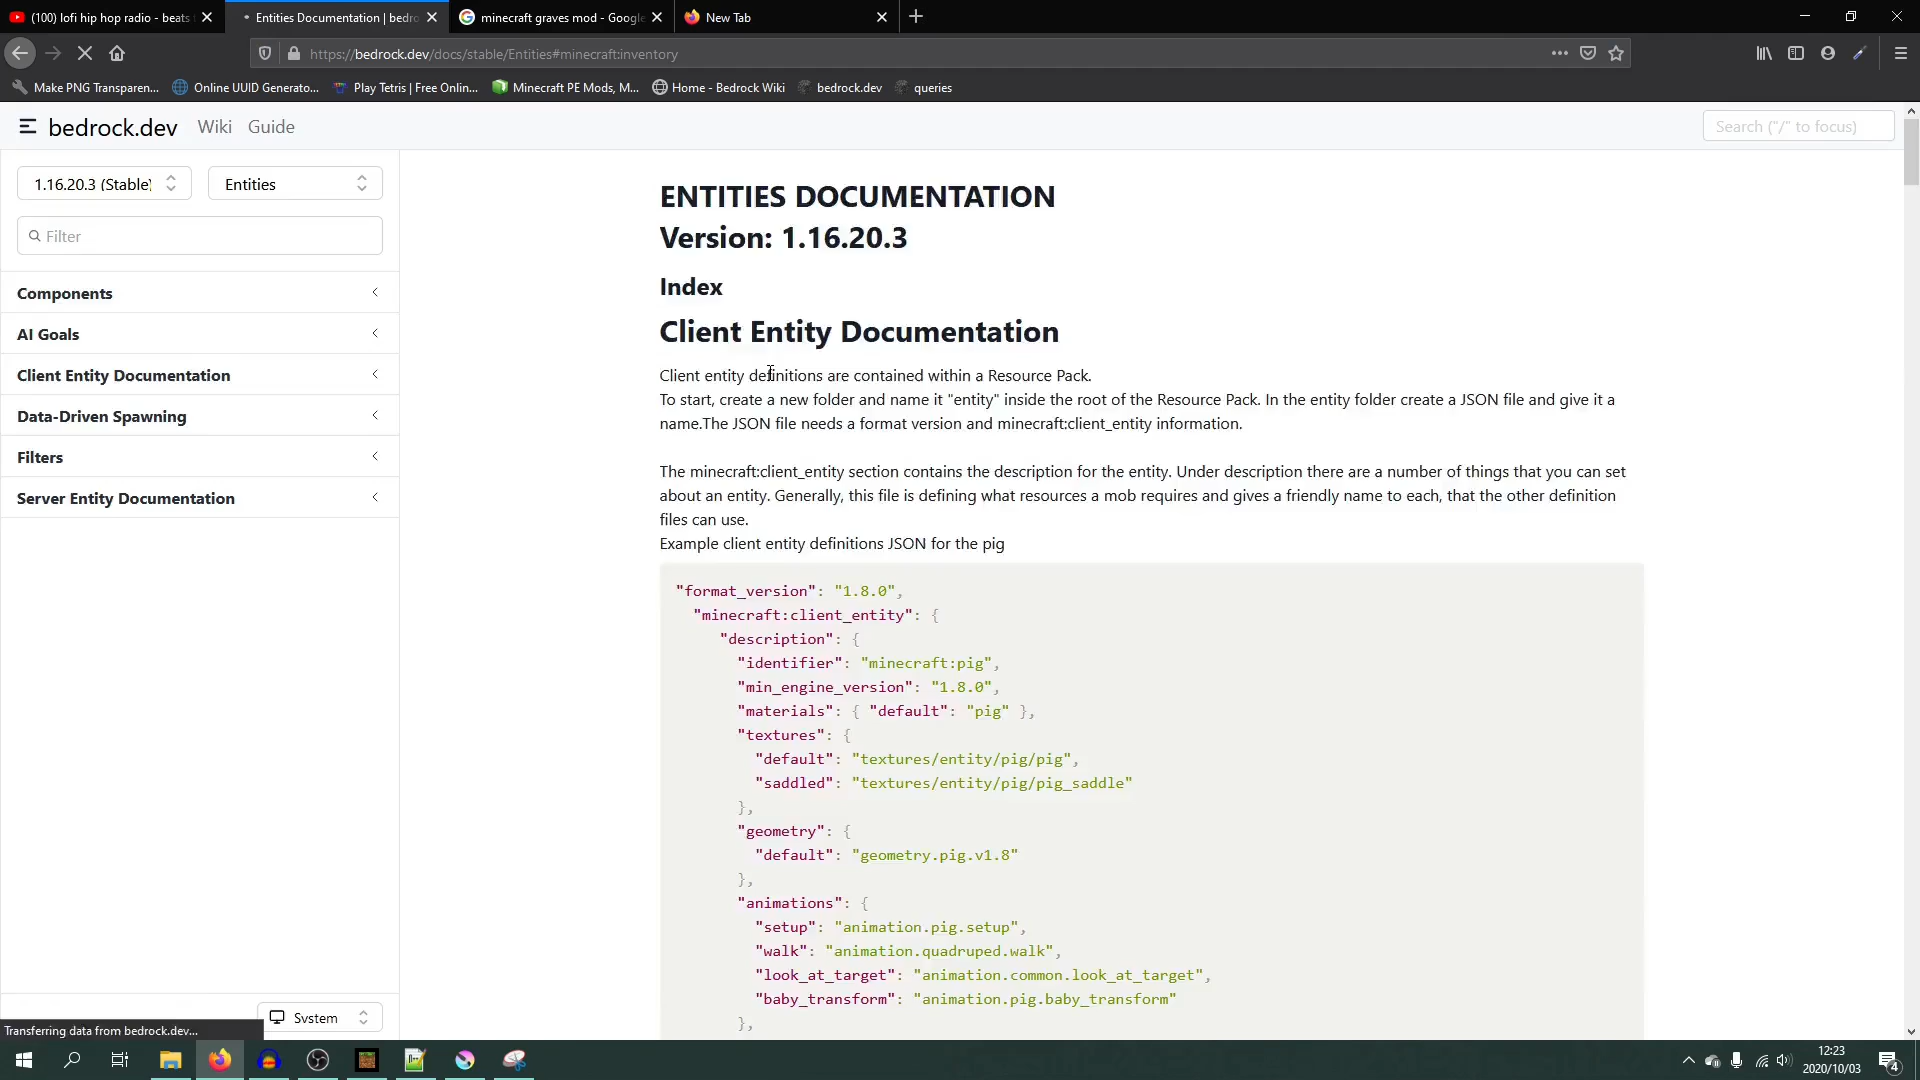 (100) lofi hip hop radio - beats
Entities Documentation | bedro
minecraft graves mod - Google
New Tab
https://bedrock.dev/docs/stable/Entities#minecraft:inventory
Make PNG Transparen...
Online UUID Generato...
Play Tetris | Free Onlin...
Minecraft PE Mods, M...
Home - Bedrock Wiki
bedrock.dev
queries
bedrock.dev
Wiki
Guide
Search ("/" to focus)
1.16.20.3 (Stable)
Entities
Filter
Components
AI Goals
Client Entity Documentation
Data-Driven Spawning
Filters
Server Entity Documentation
System
Transferring data from bedrock.dev...
ENTITIES DOCUMENTATION
Version: 1.16.20.3
Index
Client Entity Documentation
Client entity definitions are contained within a Resource Pack.
To start, create a new folder and name it "entity" inside the root of the Resource Pack. In the entity folder create a JSON file and give it a
name.The JSON file needs a format version and minecraft:client_entity information.
The minecraft:client_entity section contains the description for the entity. Under description there are a number of things that you can set
about an entity. Generally, this file is defining what resources a mob requires and gives a friendly name to each, that the other definition
files can use.
Example client entity definitions JSON for the pig
"format_version": "1.8.0",
"minecraft:client_entity": {
"description": {
"identifier": "minecraft:pig",
"min_engine_version": "1.8.0",
"materials": { "default": "pig" },
"textures": {
"default": "textures/entity/pig/pig",
"saddled": "textures/entity/pig/pig_saddle"
},
"geometry": {
"default": "geometry.pig.v1.8"
},
"animations": {
"setup": "animation.pig.setup",
"walk": "animation.quadruped.walk",
"look_at_target": "animation.common.look_at_target",
"baby_transform": "animation.pig.baby_transform"
},
12:23
2020/10/03
4